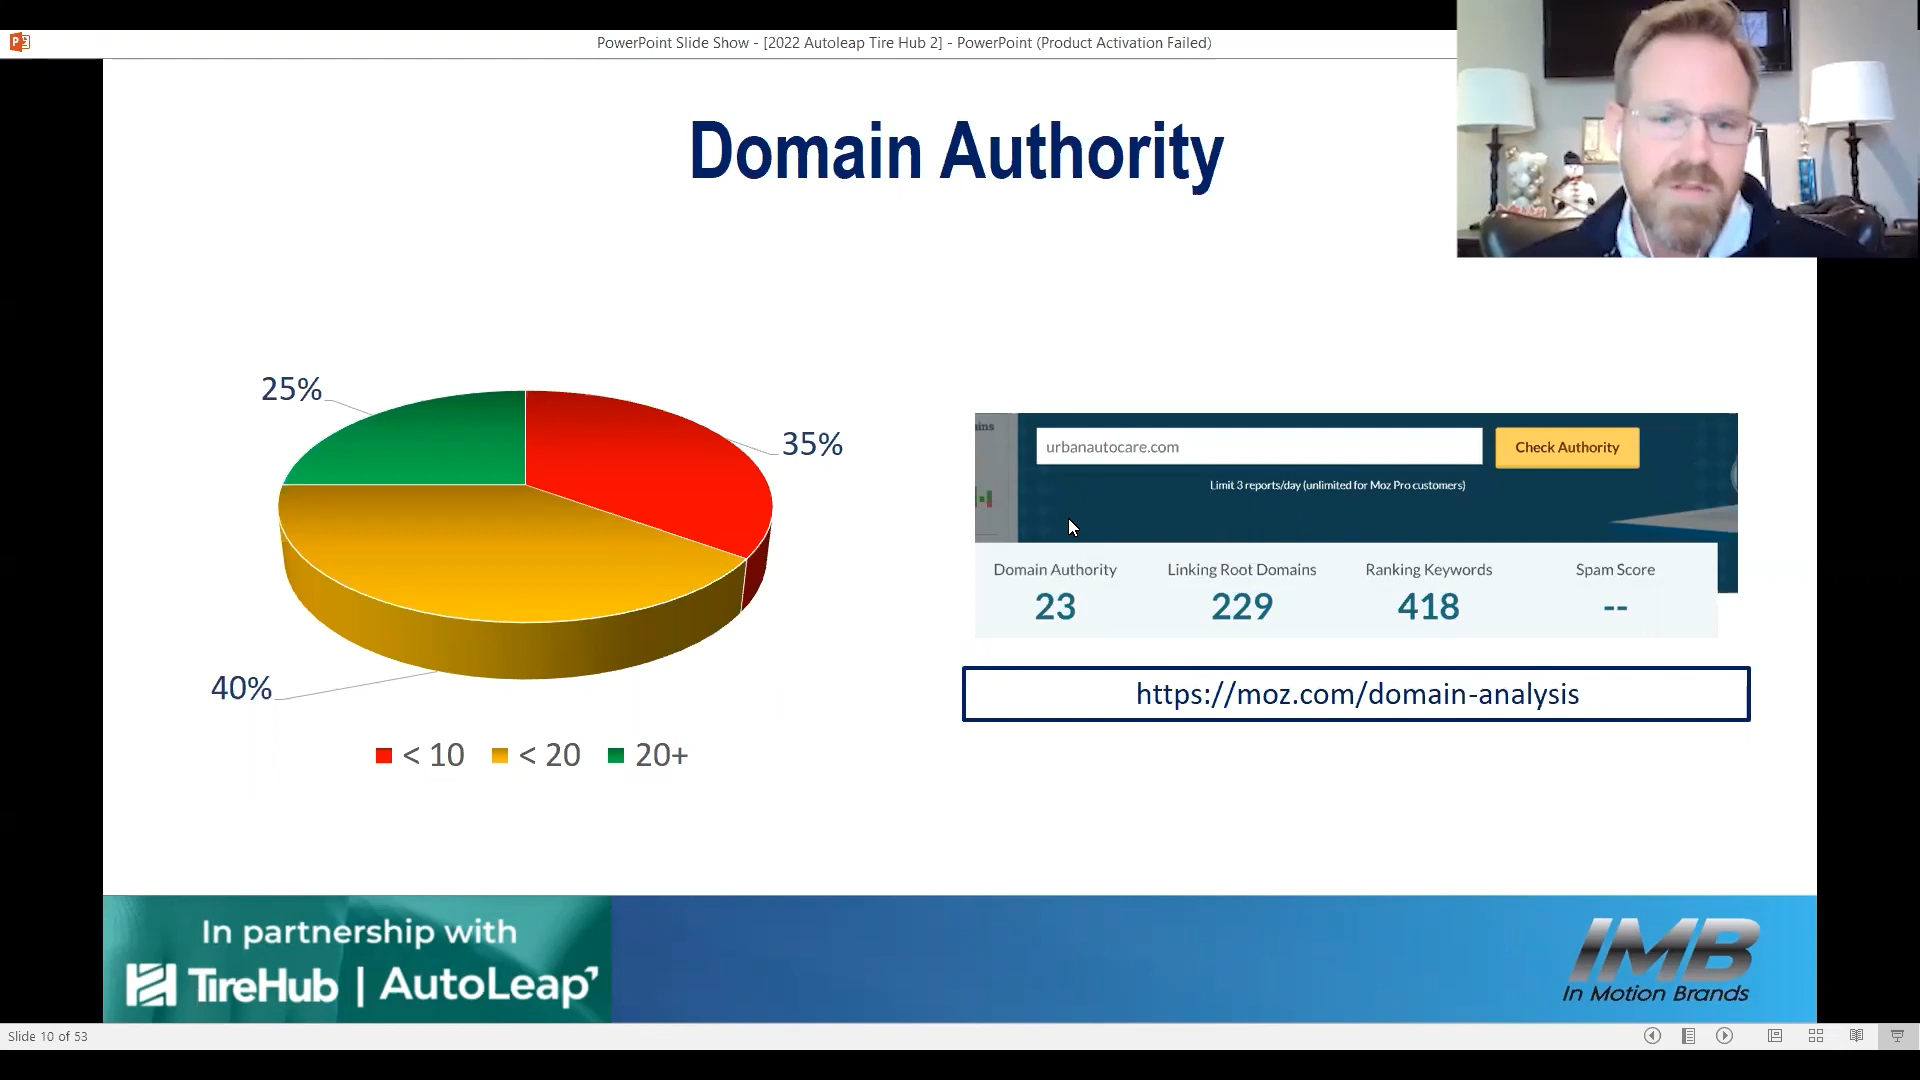 PowerPoint Slide Show - [2022 Autoleap Tire Hub 2] - PowerPoint (Product Activation Failed)
Domain Authority
25%
35%
40%
< 10 < 20 20+
urbanautocare.com
Check Authority
Limit 3 reports/day (unlimited for Moz Pro customers)
Domain Authority Linking Root Domains Ranking Keywords Spam Score
23 229 418 --
https://moz.com/domain-analysis
In partnership with
TireHub | AutoLeap
IMB
In Motion Brands
Slide 10 of 53